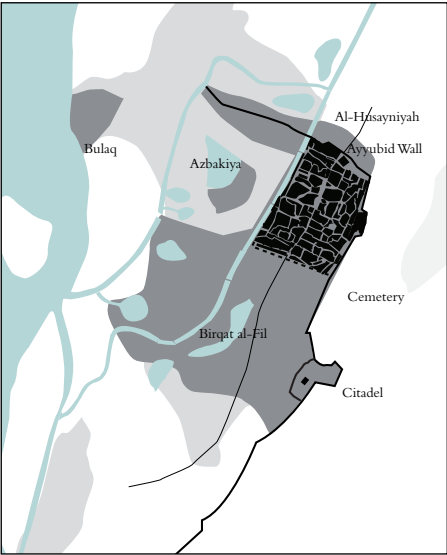 Al-Husayniyah
Bulaq
Ayyubid Wall
Azbakiya
Cemetery
Birqat al-Fil
Citadel